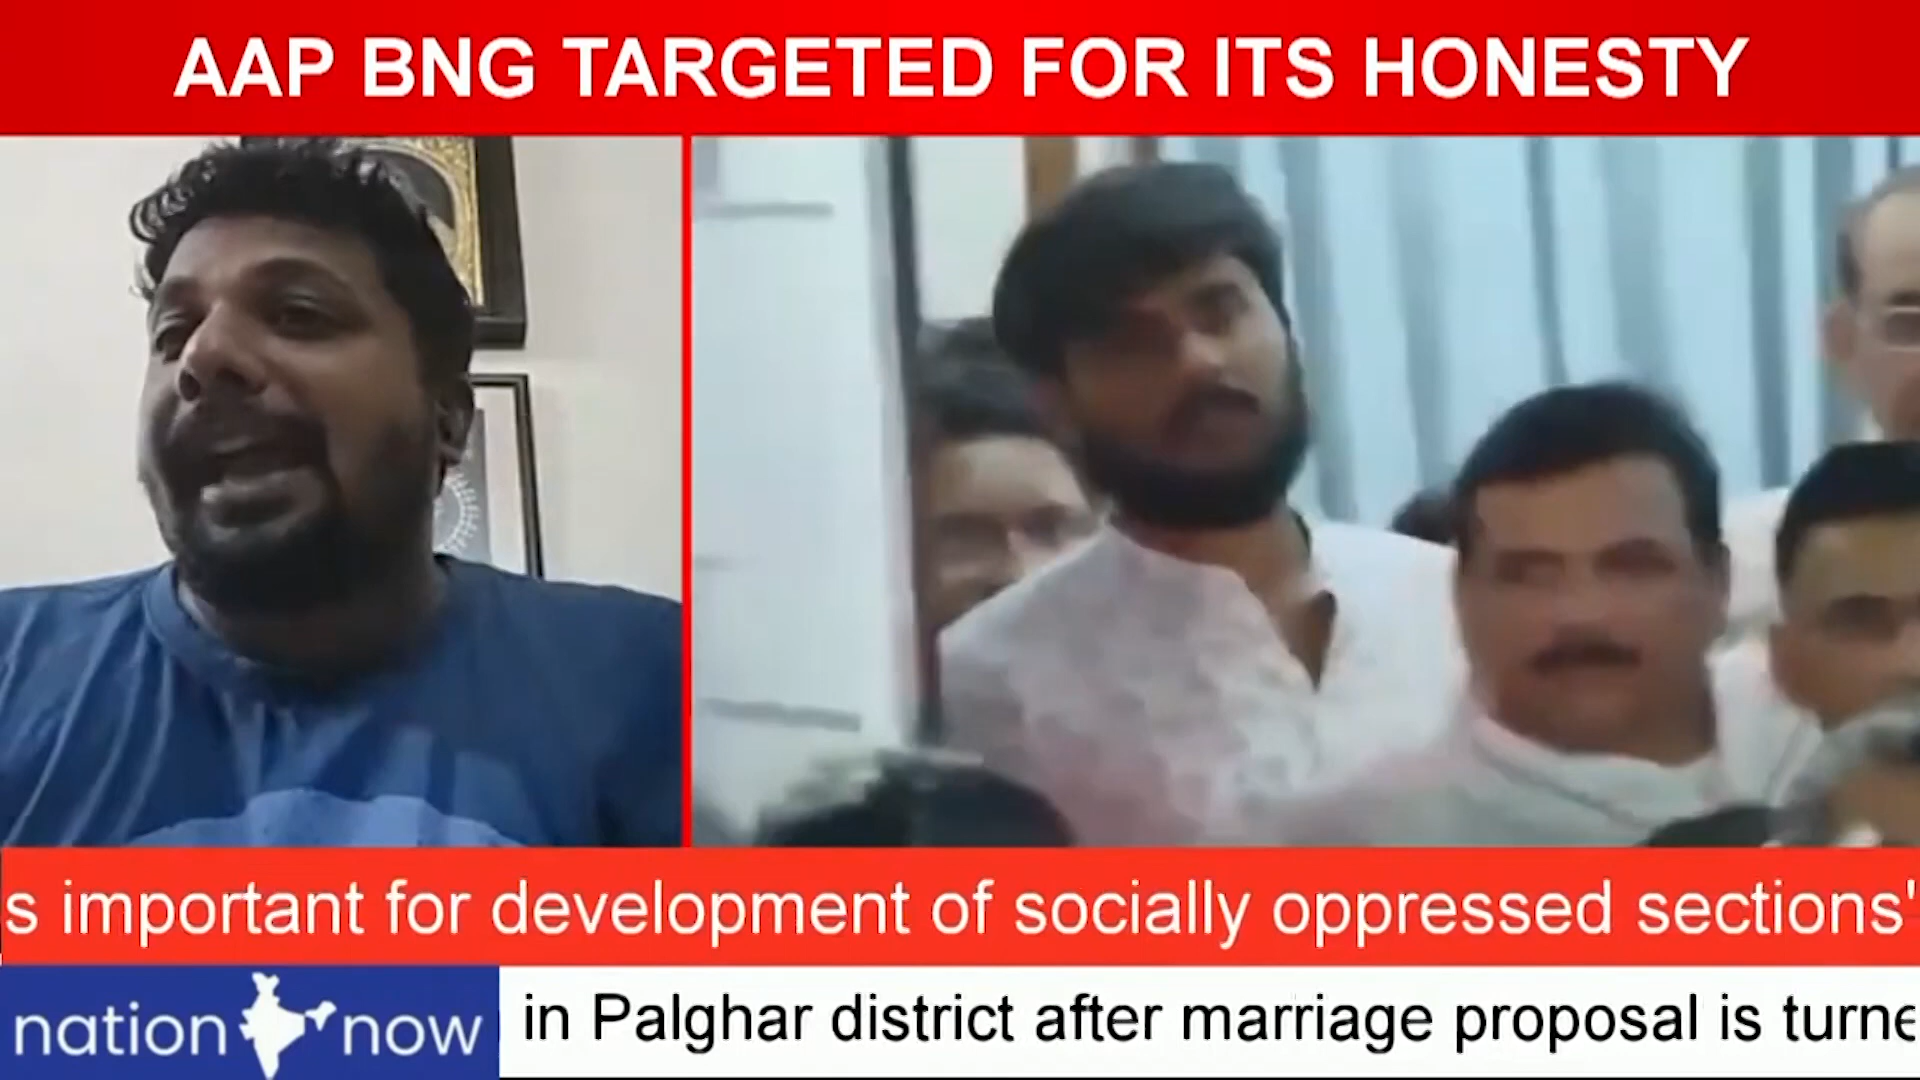 AAP BNG TARGETED FOR ITS HONESTY
s important for development of socially oppressed sections'
nation now
in Palghar district after marriage proposal is turne